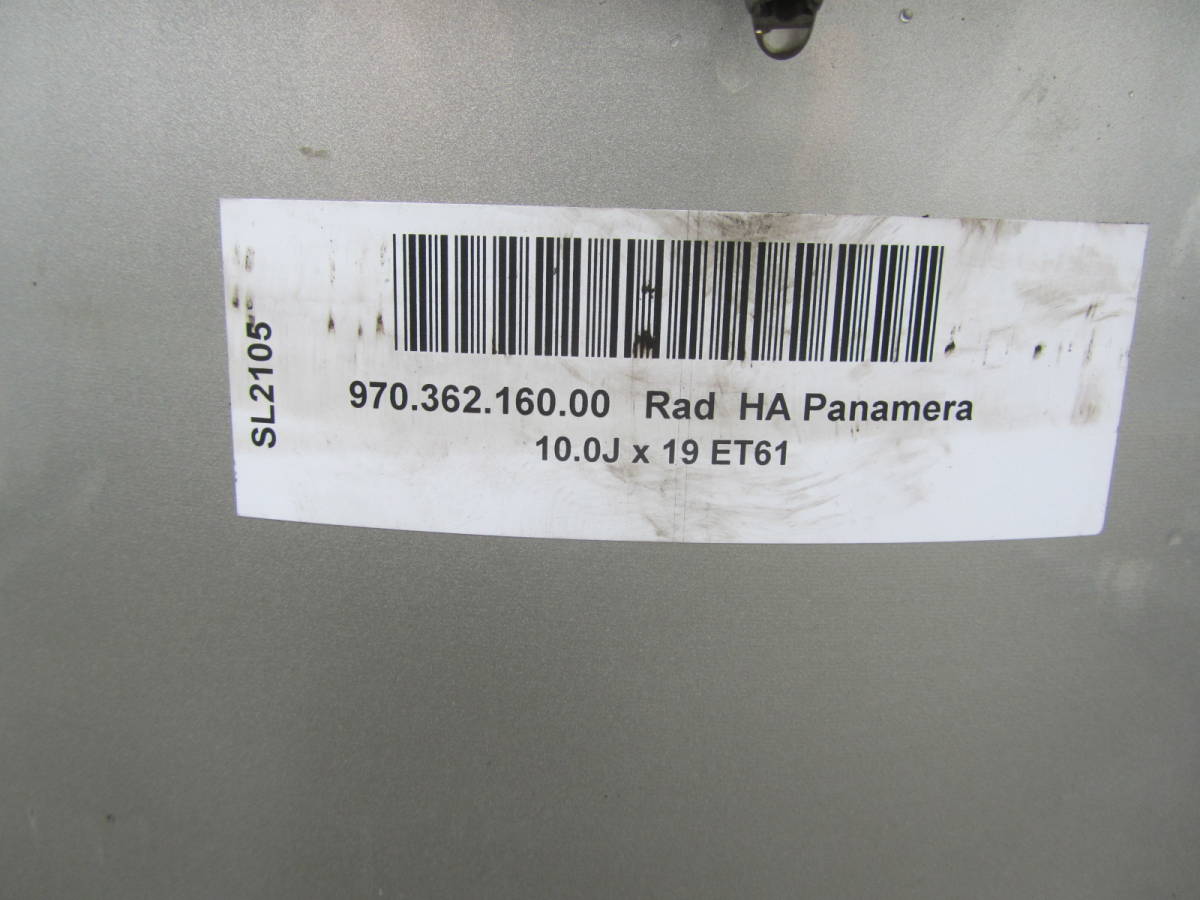 SL2105
970.362.160.00 Rad HA Panamera
10.0J x 19 ET61